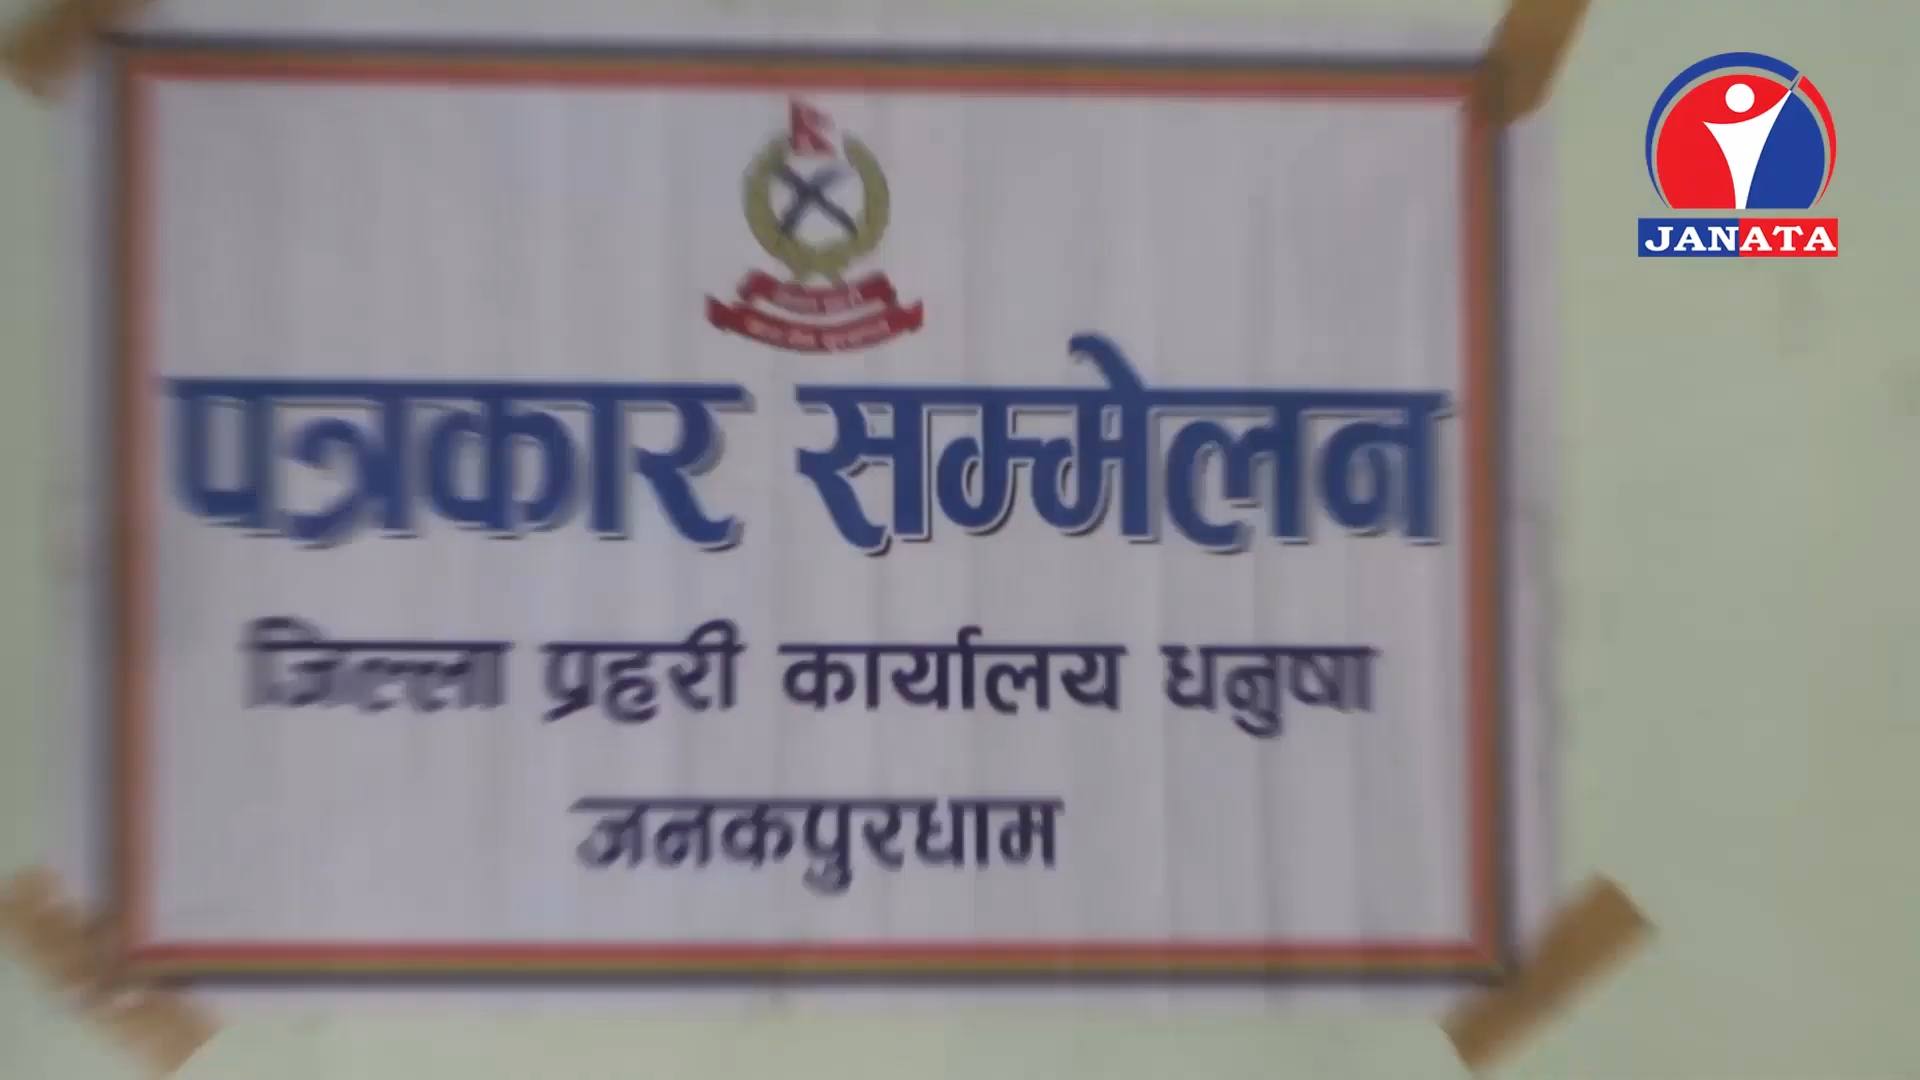 JANATA
पत्रकार सम्मेलन
जिल्ला प्रहरी कार्यालय धनुषा
जनकपुरधाम